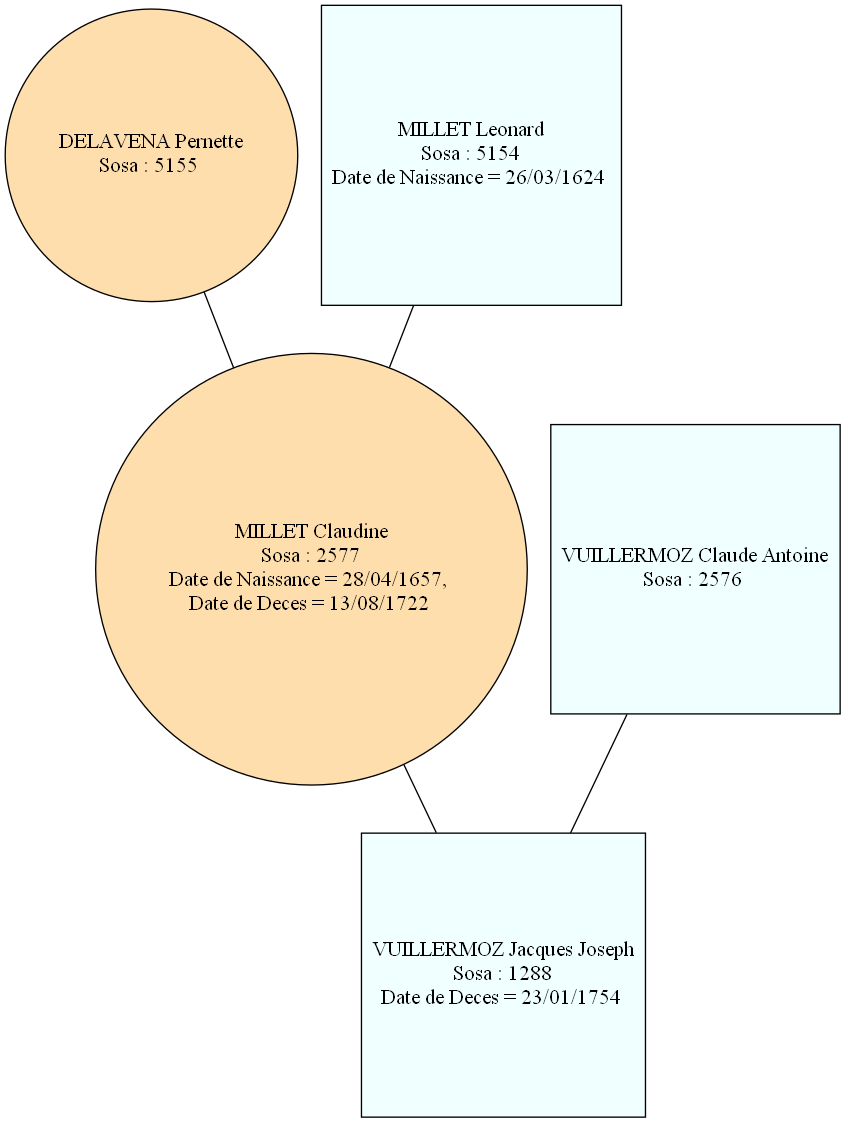 DELAVENA Pernette
Sosa : 5155
MILLET Leonard
Sosa : 5154
Date de Naissance = 26/03/1624
MILLET Claudine
Sosa : 2577
Date de Naissance = 28/04/1657,
Date de Deces = 13/08/1722
VUILLERMOZ Claude Antoine
Sosa : 2576
VUILLERMOZ Jacques Joseph
Sosa : 1288
Date de Deces = 23/01/1754